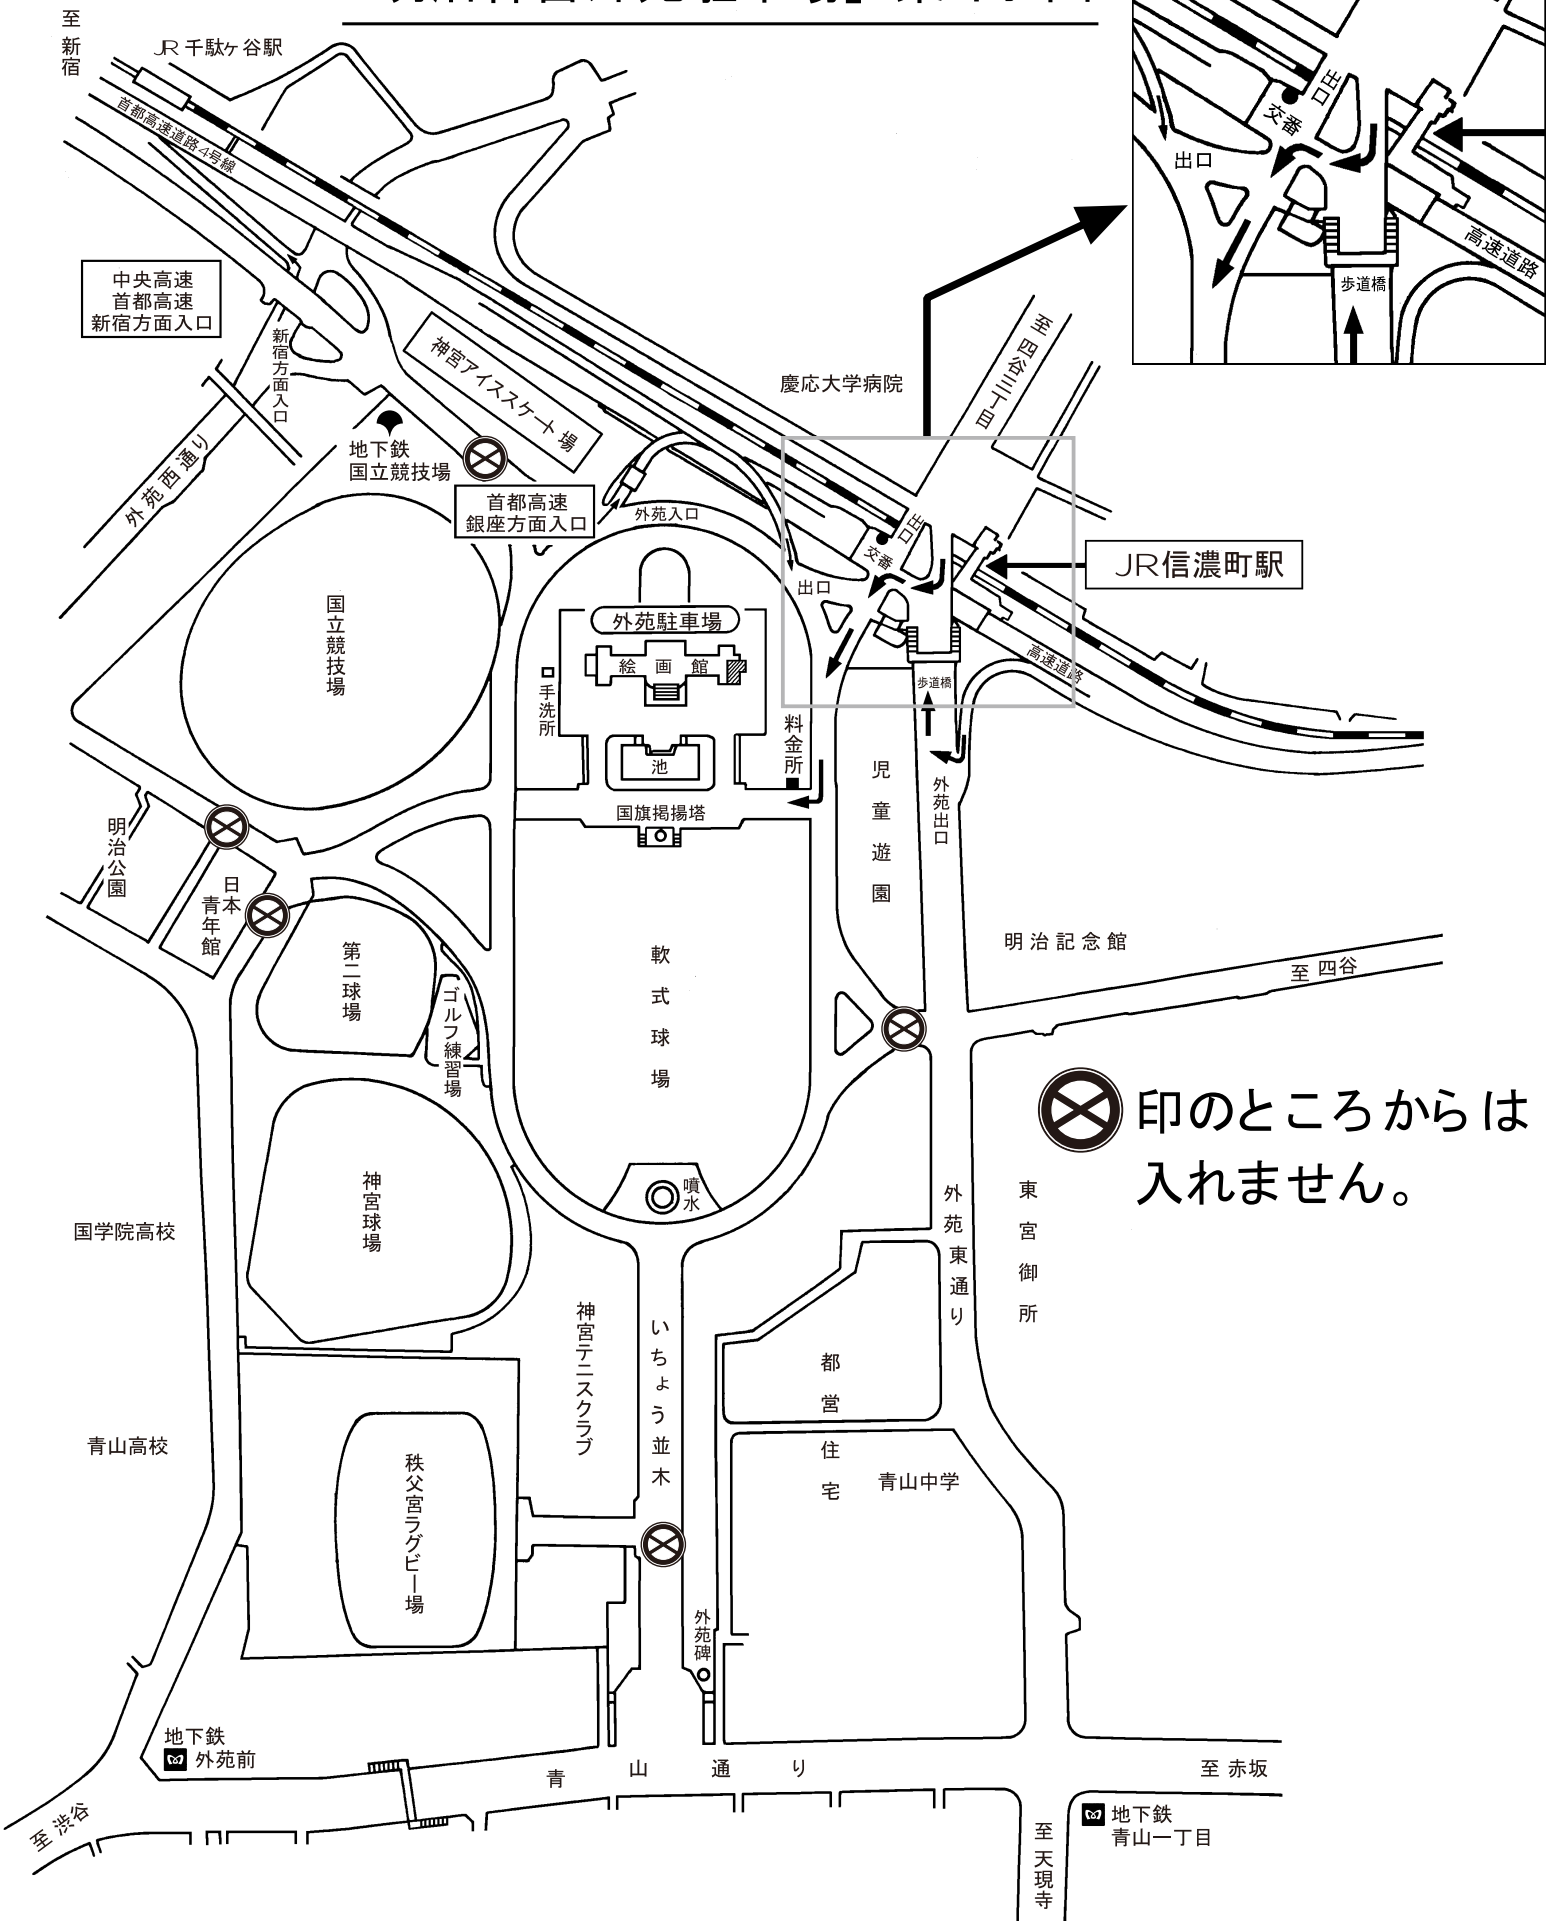 至新宿
JR千駄ヶ谷駅
首都高速道路4号線
中央高速
首都高速
新宿方面入口
新宿方面入口
外苑西通り
地下鉄
国立競技場
神宮アイススケート場
首都高速
銀座方面入口
外苑入口
慶応大学病院
至四谷三丁目
出口
交番
出口
高速道路
歩道橋
出口
交番
出口
JR信濃町駅
高速道路
歩道橋
国立競技場
外苑駐車場
絵画館
手洗所
池
料金所
国旗掲揚塔
児童遊園
外苑出口
明治公園
日本
青年館
第二球場
ゴルフ練習場
軟式球場
明治記念館
至四谷
印のところからは
入れません。
神宮球場
噴水
国学院高校
外苑東通り
東宮御所
神宮テニスクラブ
いちょう並木
都営住宅
青山高校
秩父宮ラグビー場
青山中学
外苑碑
地下鉄
外苑前
青山通り
至赤坂
至渋谷
地下鉄
青山一丁目
至天現寺